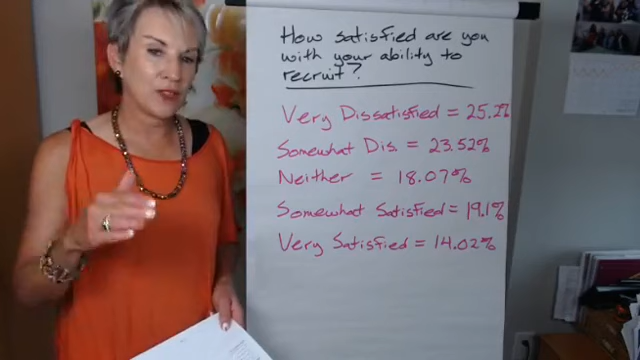 How satisfied are you
with your ability to
recruit?
Very Dissatisfied = 25.2%
Somewhat Dis = 23.52%
Neither = 18.07%
Somewhat Satisfied = 19.1%
Very Satisfied = 14.02%